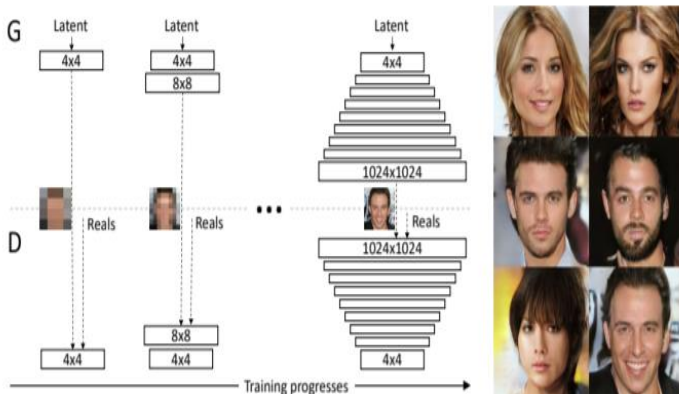 G
Latent
Latent
Latent
4x4
4x4
4x4
8x8
1024x1024
Reals
Reals
Reals
D
1024x1024
8x8
4x4
4x4
4x4
Training progresses